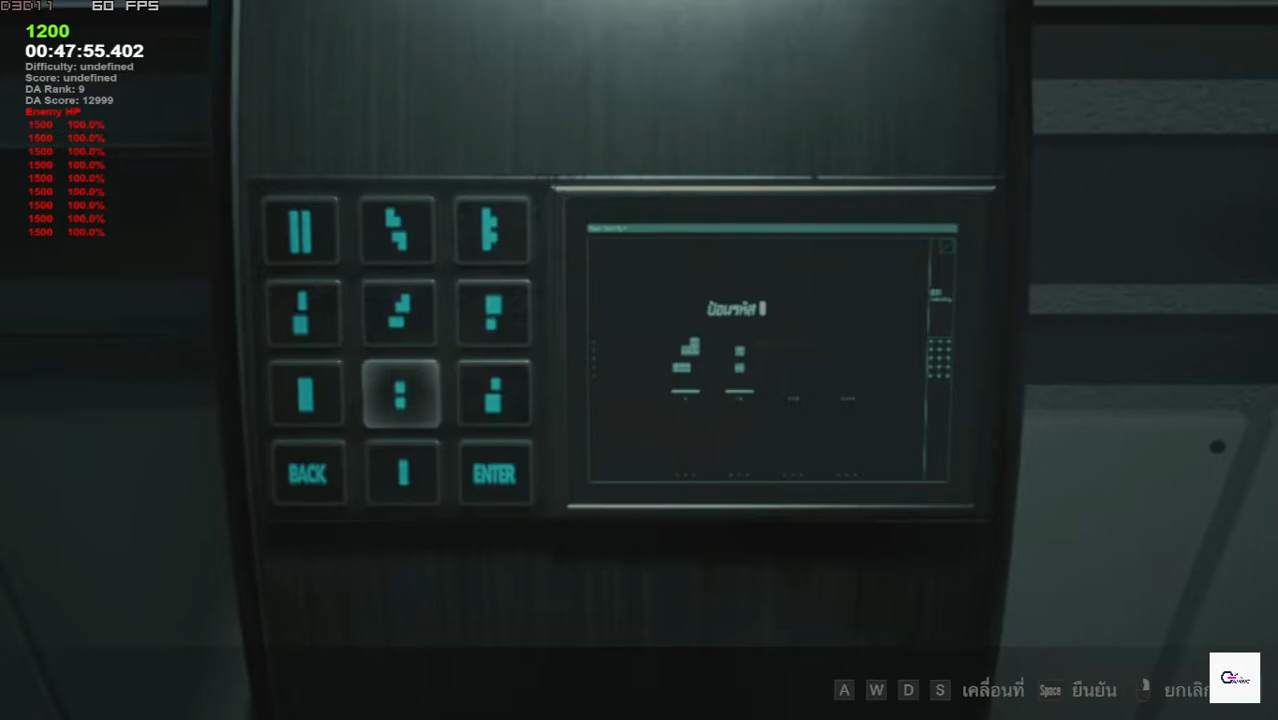 D3D11 60 FPS
1200
00:47:55.402
Difficulty: undefined
Score: undefined
DA Rank: 9
DA Score: 12999
Enemy HP
1500 100.0%
1500 100.0%
1500 100.0%
1500 100.0%
1500 100.0%
1500 100.0%
1500 100.0%
1500 100.0%
1500 100.0%
ป้อนรหัส
BACK
ENTER
A W D S เคลื่อนที่ Space ยืนยัน ยกเลิก